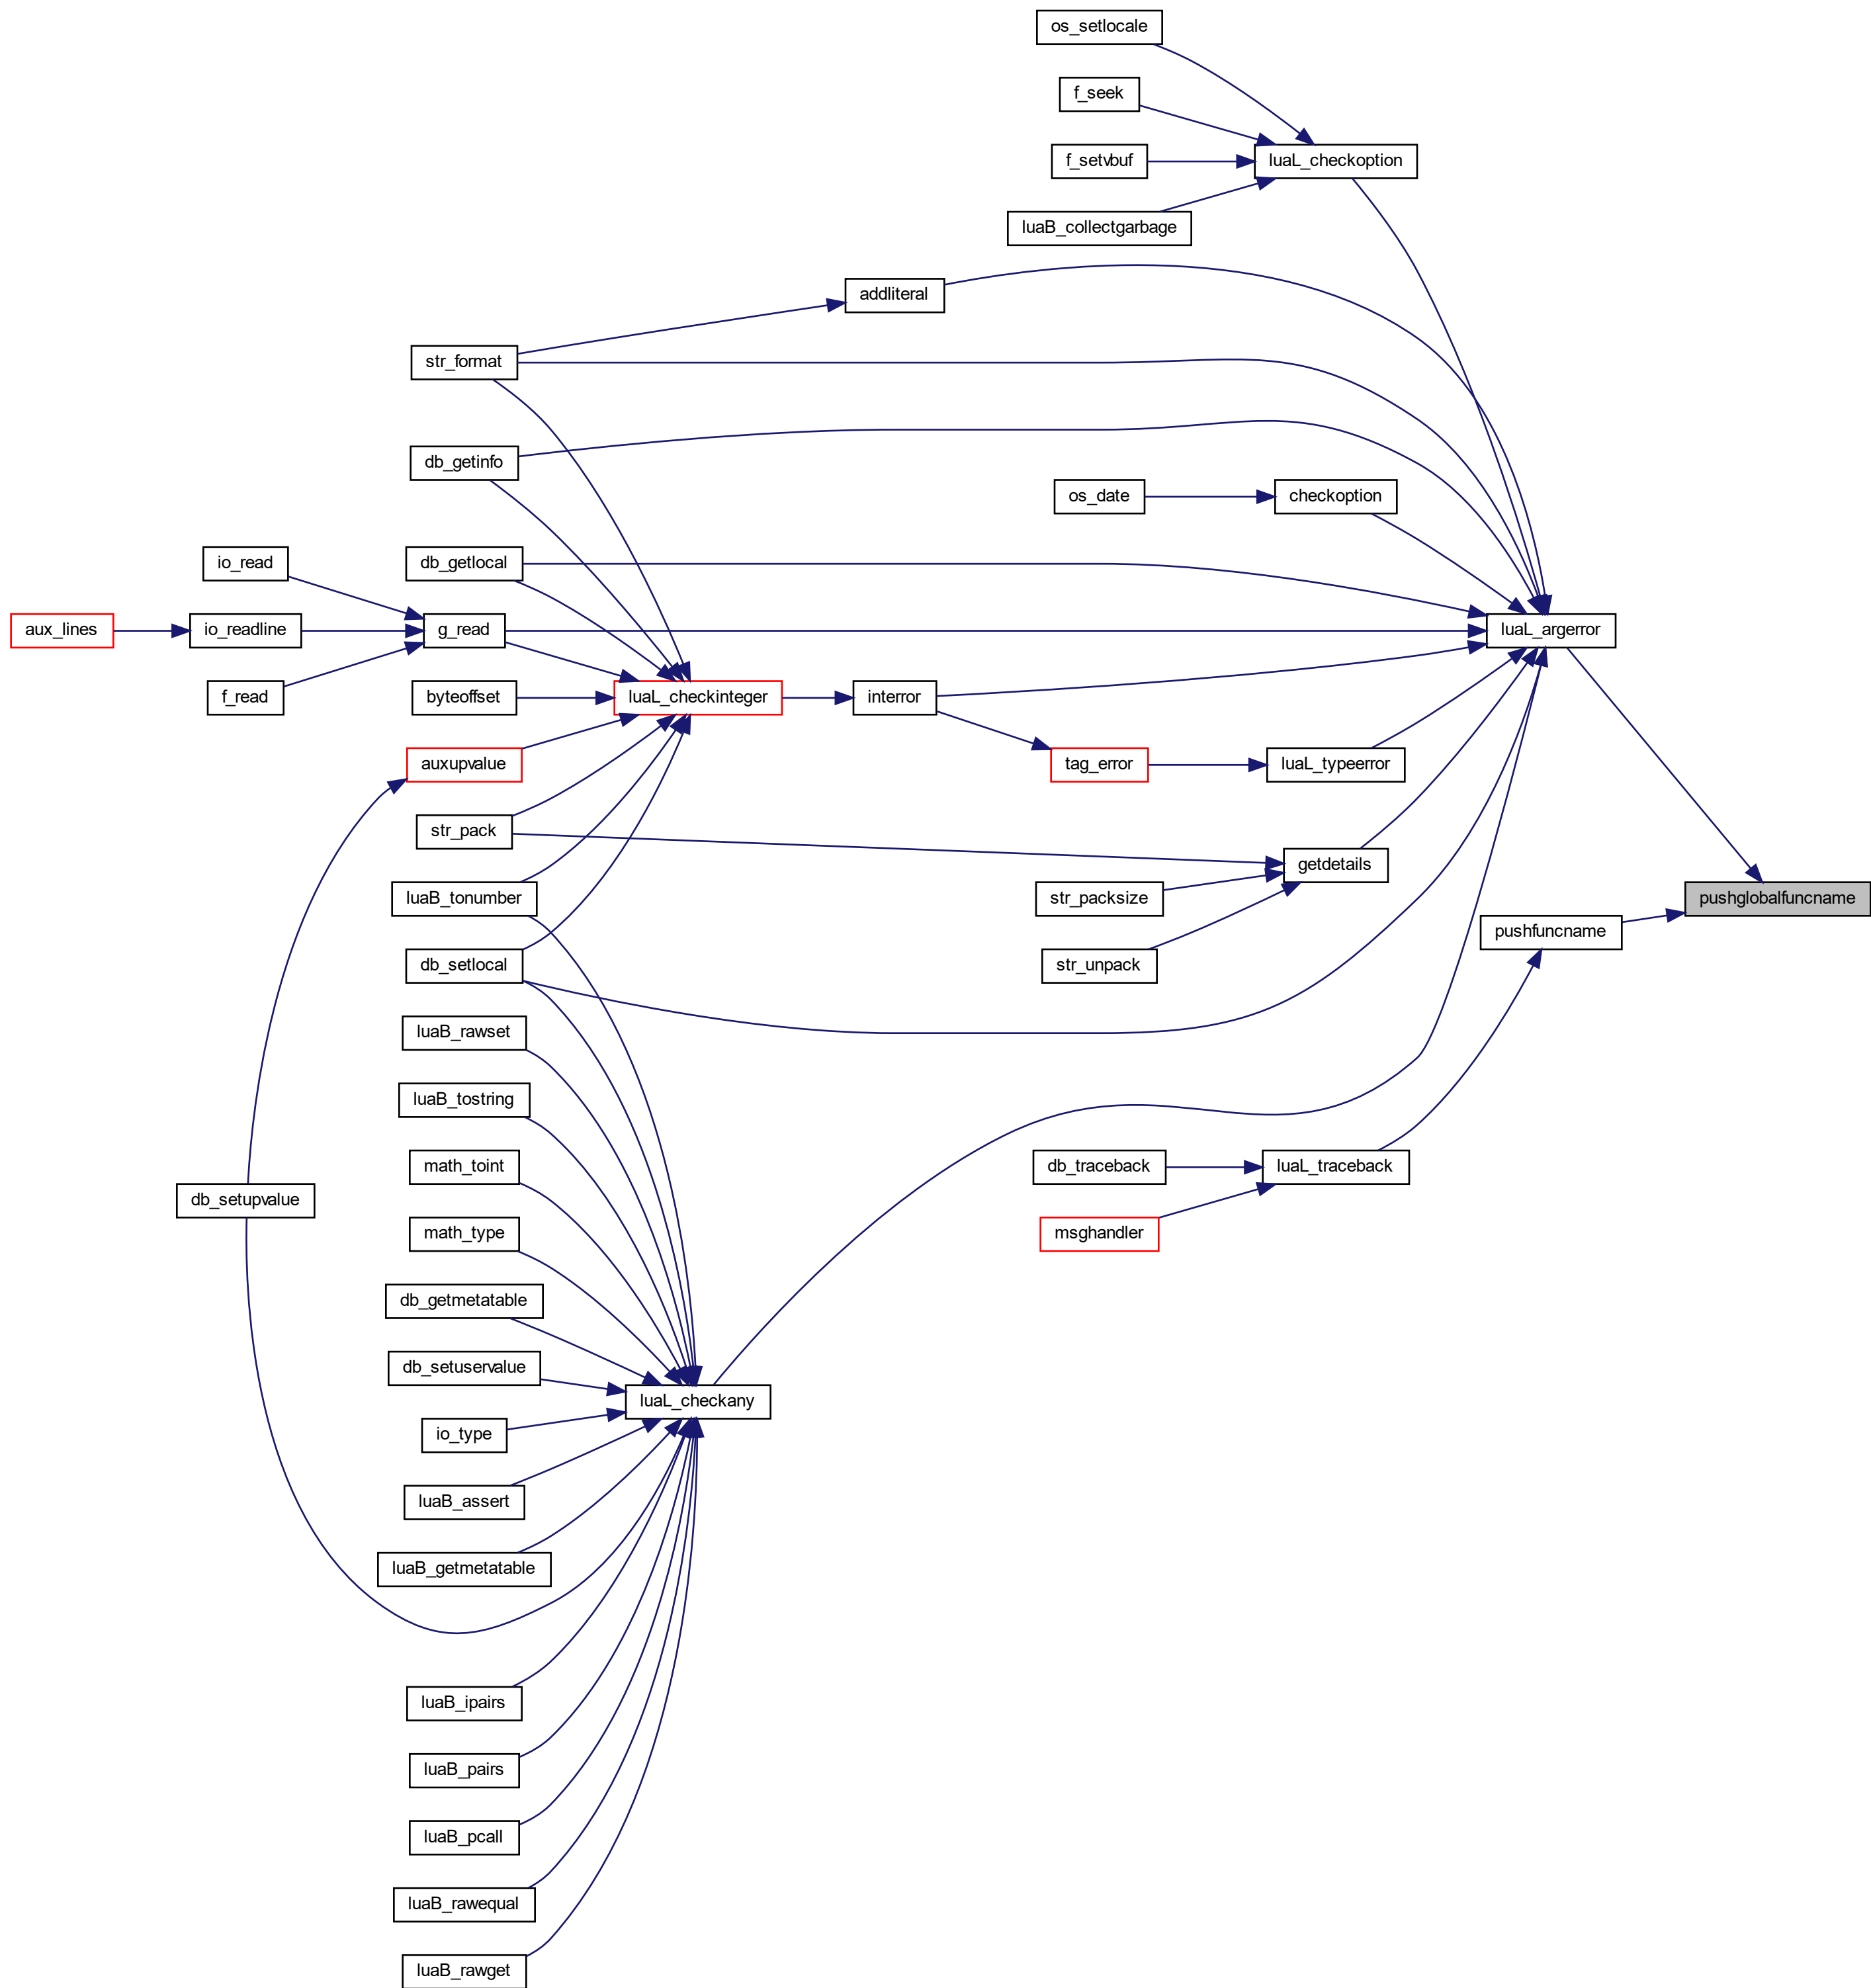 os_setlocale
f_seek
f_setvbuf
luaL_checkoption
luaB_collectgarbage
addliteral
str_format
db_getinfo
os_date
checkoption
io_read
db_getlocal
aux_lines
io_readline
g_read
luaL_argerror
f_read
byteoffset
luaL_checkinteger
interror
auxupvalue
tag_error
luaL_typeerror
str_pack
getdetails
luaB_tonumber
str_packsize
pushglobalfuncname
pushfuncname
db_setlocal
str_unpack
luaB_rawset
luaB_tostring
math_toint
db_traceback
luaL_traceback
db_setupvalue
math_type
msghandler
db_getmetatable
db_setuservalue
luaL_checkany
io_type
luaB_assert
luaB_getmetatable
luaB_ipairs
luaB_pairs
luaB_pcall
luaB_rawequal
luaB_rawget